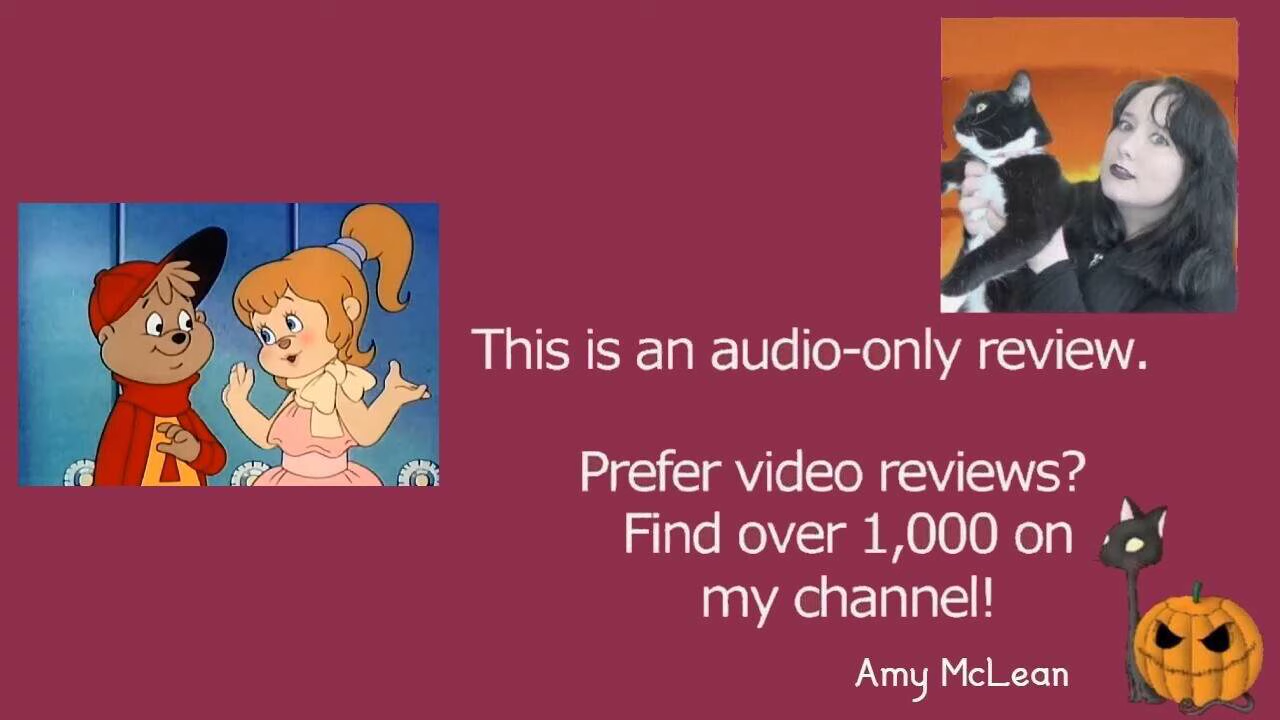 This is an audio-only review.
Prefer video reviews?
Find over 1,000 on
my channel!
Amy McLean
A